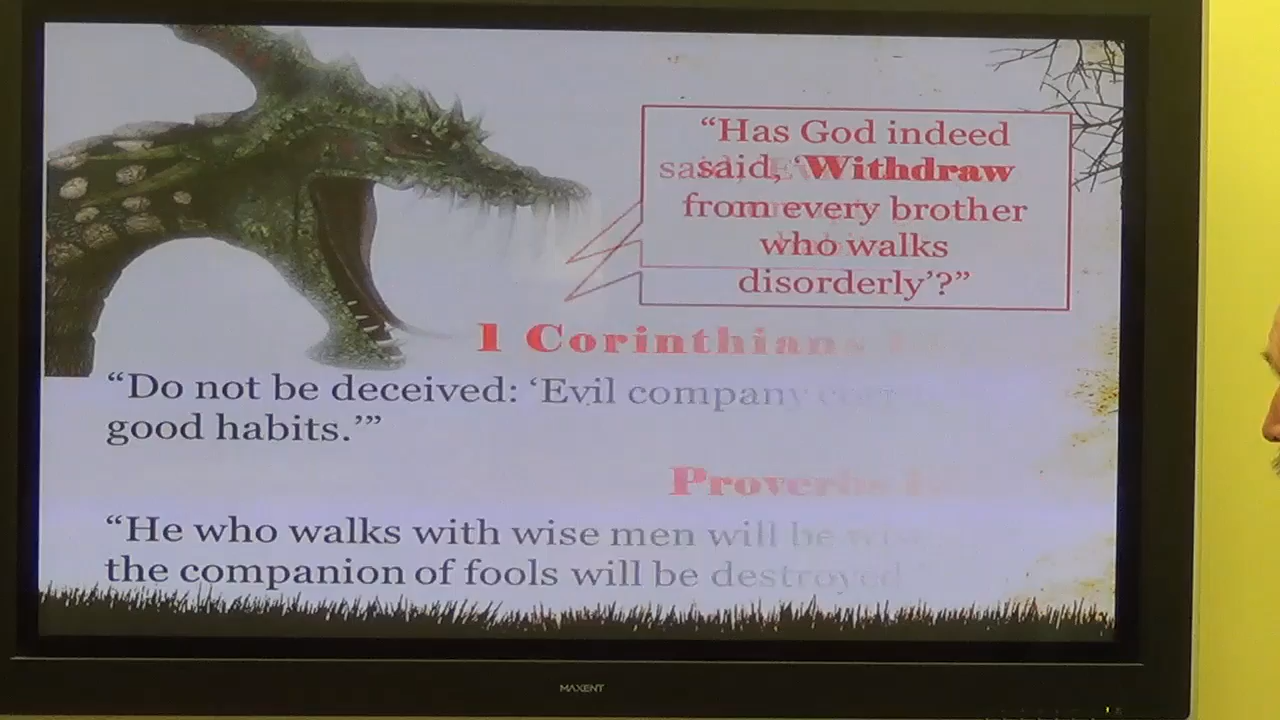 “Has God indeed
said, ‘Withdraw
from every brother
who walks
disorderly’?”
1 Corinthians
“Do not be deceived: ‘Evil company
good habits.’”
Proverbs
“He who walks with wise men will be
the companion of fools will be destroyed
MAXENT